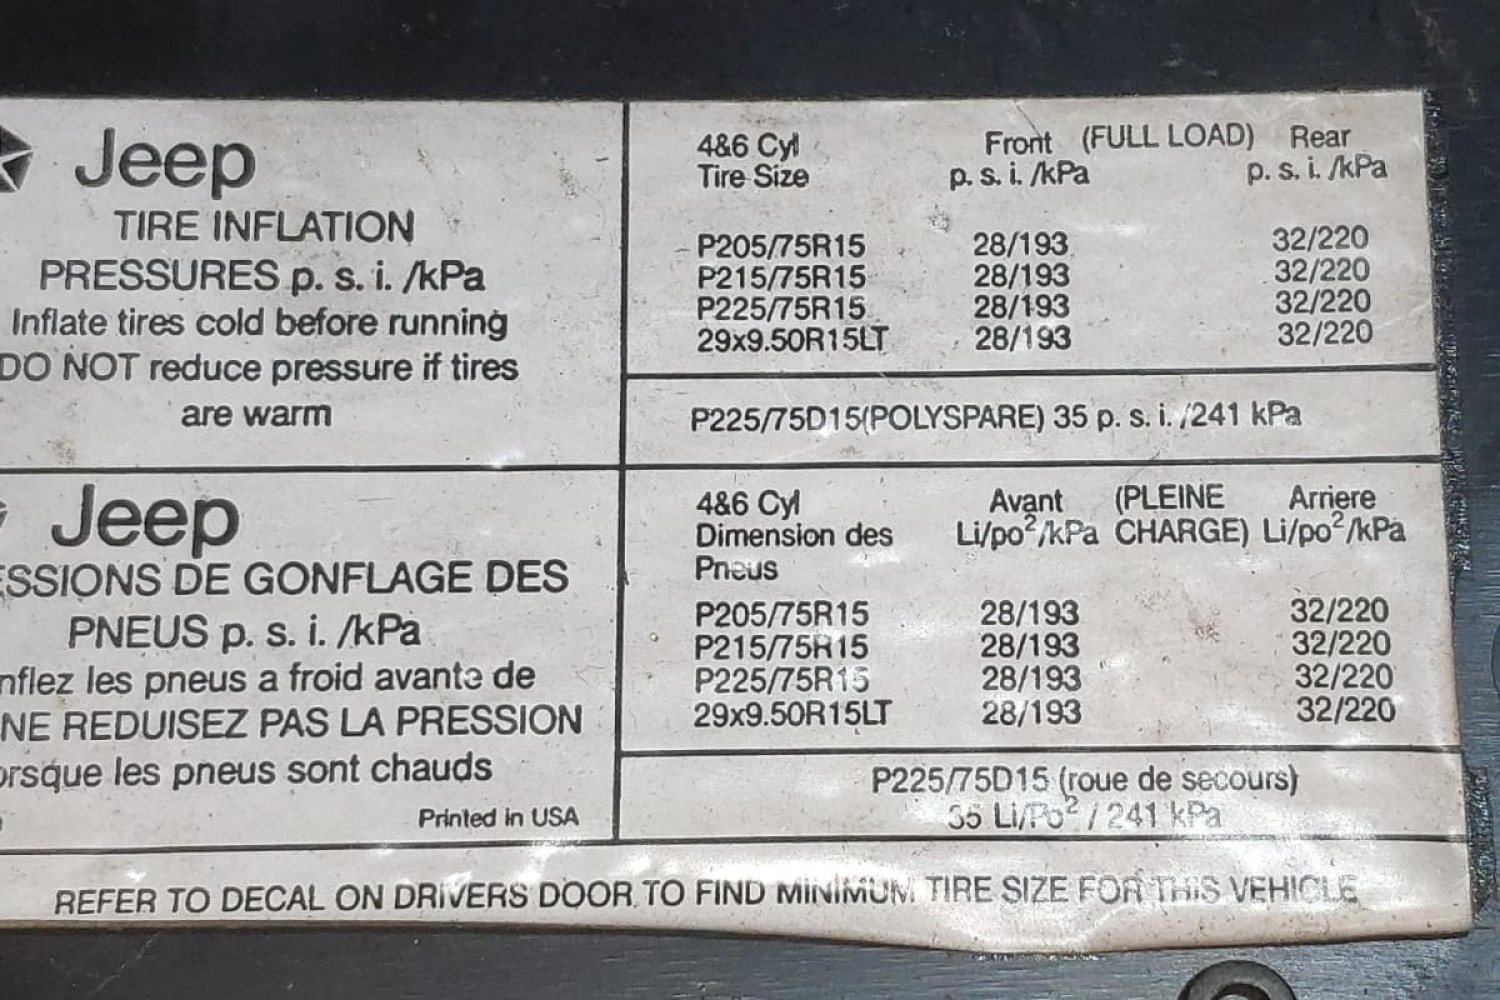 Jeep
TIRE INFLATION
PRESSURES p. s. i. /kPa
Inflate tires cold before running
DO NOT reduce pressure if tires
are warm
4&6 Cyl Front (FULL LOAD) Rear
Tire Size p. s. i. /kPa p. s. i. /kPa
P205/75R15 28/193 32/220
P215/75R15 28/193 32/220
P225/75R15 28/193 32/220
29x9.50R15LT 28/193 32/220
P225/75D15(POLYSPARE) 35 p. s. i. /241 kPa
Jeep
SSIONS DE GONFLAGE DES
PNEUS p. s. i. /kPa
nflez les pneus a froid avante de
NE REDUISEZ PAS LA PRESSION
orsque les pneus sont chauds
Printed in USA
4&6 Cyl Avant (PLEINE Arriere
Dimension des Li/po²/kPa CHARGE) Li/po²/kPa
Pneus
P205/75R15 28/193 32/220
P215/75R15 28/193 32/220
P225/75R15 28/193 32/220
29x9.50R15LT 28/193 32/220
P225/75D15 (roue de secours)
35 Li/Po² / 241 kPa
REFER TO DECAL ON DRIVERS DOOR TO FIND MINIMUM TIRE SIZE FOR THIS VEHICLE